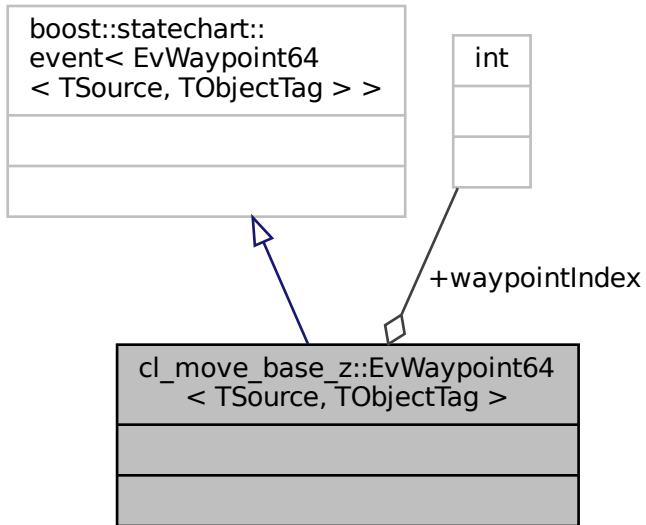 boost::statechart::
event< EvWaypoint64
< TSource, TObjectTag > >
int
+waypointIndex
cl_move_base_z::EvWaypoint64
< TSource, TObjectTag >